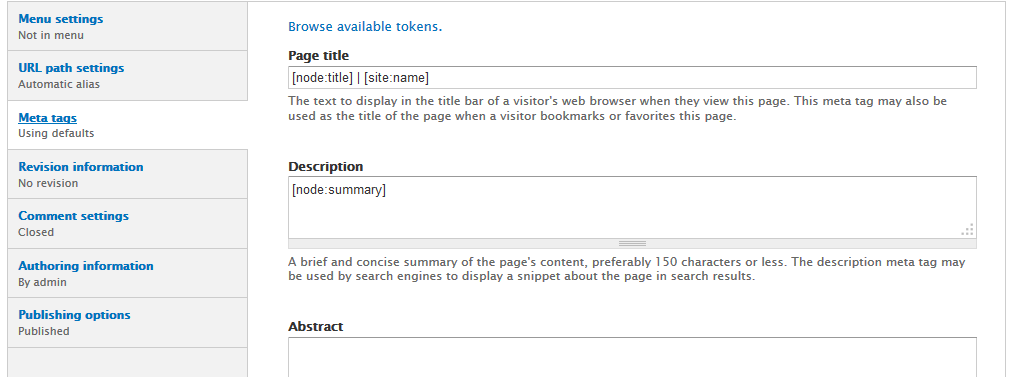 Menu settings
Not in menu
URL path settings
Automatic alias
Meta tags
Using defaults
Revision information
No revision
Comment settings
Closed
Authoring information
By admin
Publishing options
Published
Browse available tokens.
Page title
[node:title] | [site:name]
The text to display in the title bar of a visitor's web browser when they view this page. This meta tag may also be
used as the title of the page when a visitor bookmarks or favorites this page.
Description
[node:summary]
A brief and concise summary of the page's content, preferably 150 characters or less. The description meta tag may
be used by search engines to display a snippet about the page in search results.
Abstract